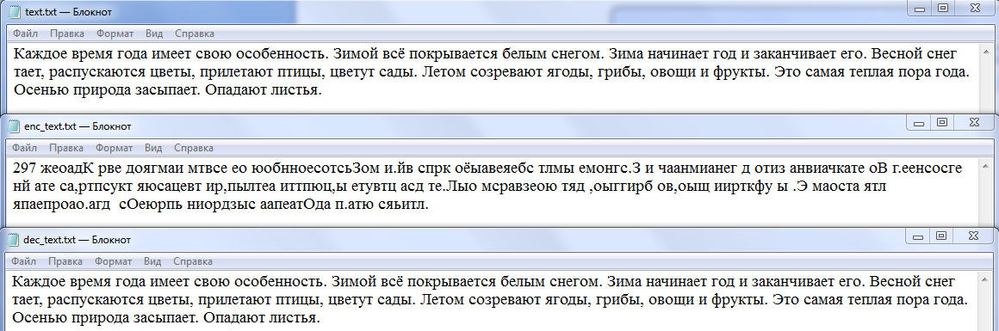 text.txt — Блокнот
Файл Правка Формат Вид Справка
Каждое время года имеет свою особенность. Зимой всё покрывается белым снегом. Зима начинает год и заканчивает его. Весной снег
тает, распускаются цветы, прилетают птицы, цветут сады. Летом созревают ягоды, грибы, овощи и фрукты. Это самая теплая пора года.
Осенью природа засыпает. Опадают листья.
enc_text.txt — Блокнот
Файл Правка Формат Вид Справка
297 жеоадК рве доягмаи мтвсе ео июобнноесотсьЗом и.йв спрк оёыавеяебс тлмы емонгс.З и чаанмианег д отиз анвиачкате оВ г.еенсосге
нй ате са,ртпсукт яюсацевт ир,пылтеа иттпюц,ы етувтц асд те.Лыо мсравзеою тяд ,оыггирб ов,оыщ ииркткфу ы .Э маоста ятл
япаепроао.агд  сОеюрпь ниордзыс аапеатОда п.атю сяьитл.
dec_text.txt — Блокнот
Файл Правка Формат Вид Справка
Каждое время года имеет свою особенность. Зимой всё покрывается белым снегом. Зима начинает год и заканчивает его. Весной снег
тает, распускаются цветы, прилетают птицы, цветут сады. Летом созревают ягоды, грибы, овощи и фрукты. Это самая теплая пора года.
Осенью природа засыпает. Опадают листья.